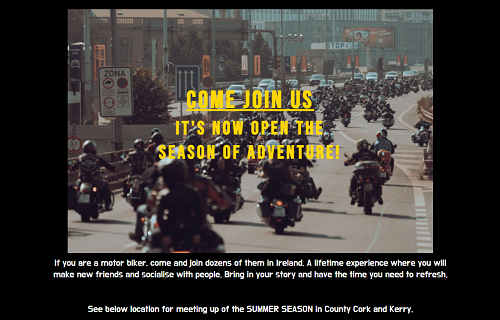 STOP
ZÓNA
COME JOIN US
IT'S NOW OPEN THE
SEASON OF ADVENTURE!
If you are a motor biker, come and join dozens of them in Ireland. A lifetime experience where you will
make new friends and socialise with people. Bring in your story and have the time you need to refresh.
See below location for meeting up of the SUMMER SEASON in County Cork and Kerry.